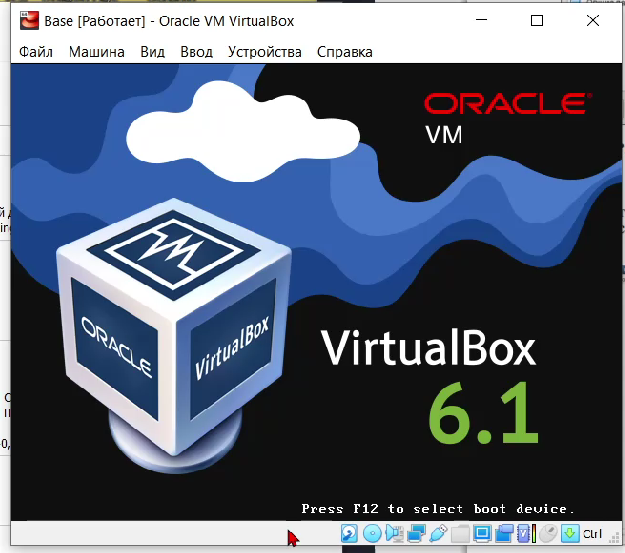 Base [Работает] - Oracle VM VirtualBox
Файл Машина Вид Ввод Устройства Справка
ORACLE
VM
ORACLE
VirtualBox
VirtualBox
6.1
Press F12 to select boot device.
Ctrl